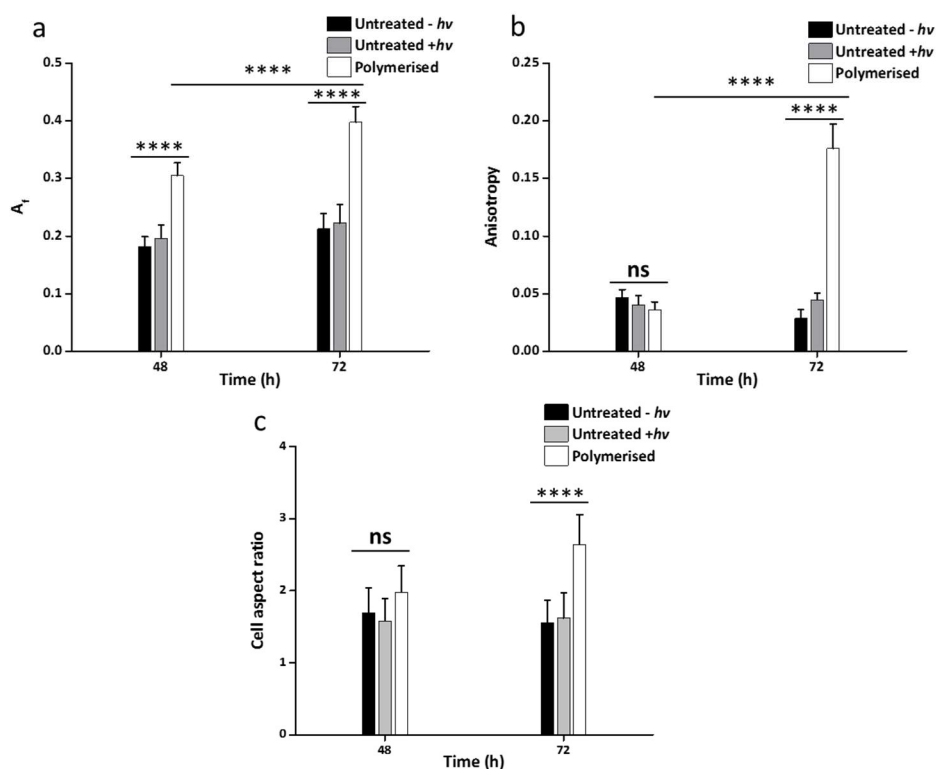 a
Untreated - hv
Untreated +hv
Polymerised
0.5
0.4
0.3
0.2
0.1
0.0
A_f
****
****
****
48
72
Time (h)
b
Untreated - hv
Untreated +hv
Polymerised
0.20
0.15
0.10
0.05
0.00
Anisotropy
****
****
ns
48
72
Time (h)
c
Untreated - hv
Untreated +hv
Polymerised
4
3
2
1
0
Cell aspect ratio
ns
****
48
72
Time (h)